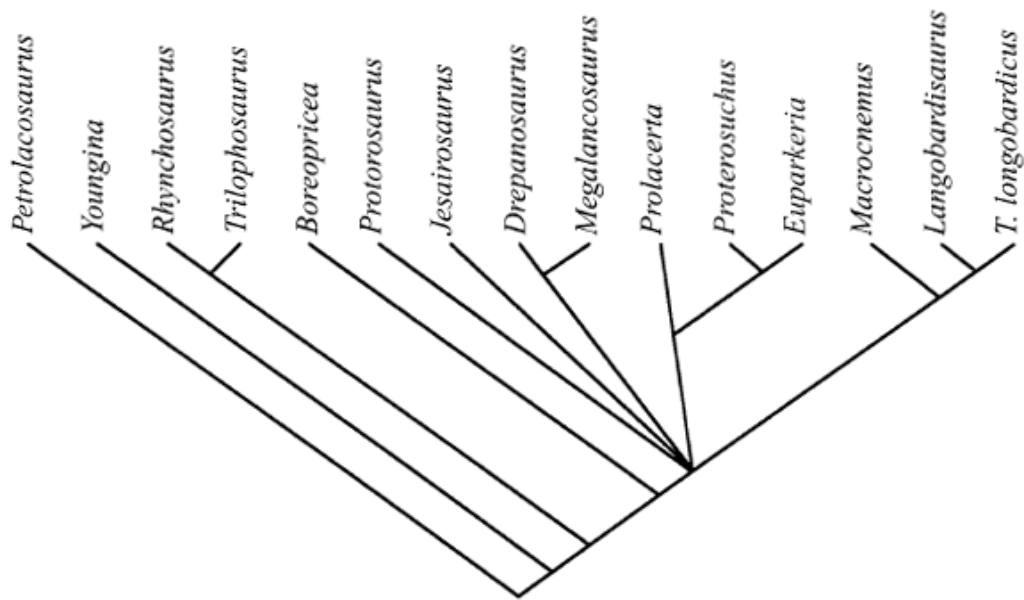 Petrolacosaurus
Youngina
Rhynchosaurus
Trilophosaurus
Boreopricea
Protorosaurus
Jesairosaurus
Drepanosaurus
Megalancosaurus
Prolacerta
Proterosuchus
Euparkeria
Macrocnemus
Langobardisaurus
T. longobardicus